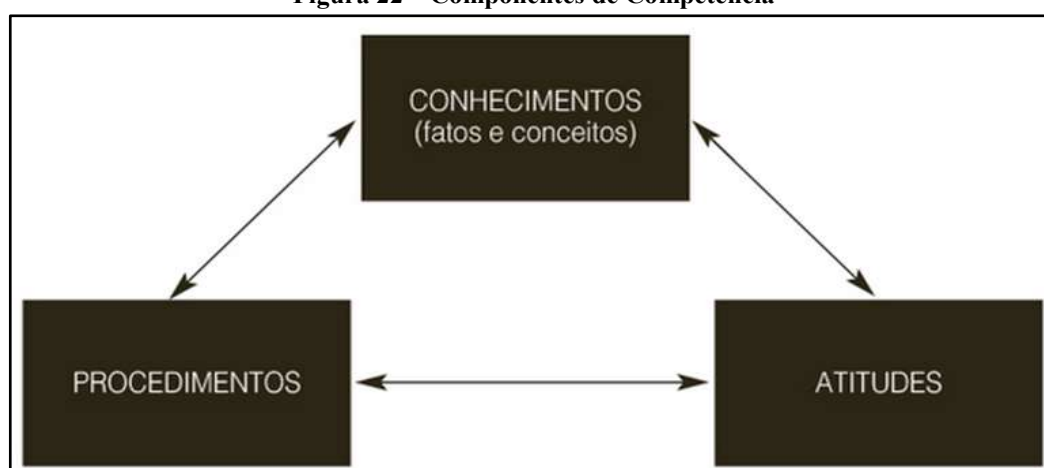 Figura 22 – Componentes de Competência
CONHECIMENTOS
(fatos e conceitos)
PROCEDIMENTOS
ATITUDES